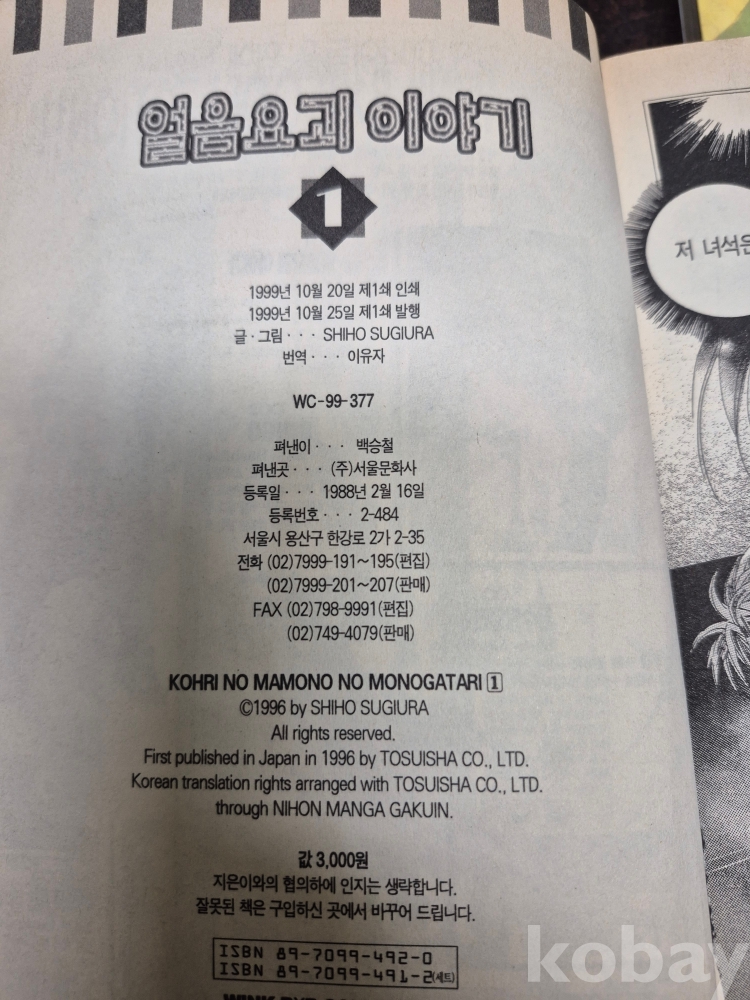 얼음요괴 이야기
1
1999년 10월 20일 제1쇄 인쇄
1999년 10월 25일 제1쇄 발행
글·그림 · · · SHIHO SUGIURA
번역 · · · 이유자
WC-99-377
펴낸이 · · · 백승철
펴낸곳 · · · (주)서울문화사
등록일 · · · 1988년 2월 16일
등록번호 · · · 2-484
서울시 용산구 한강로 2가 2-35
전화 (02)7999-191~195(편집)
(02)7999-201~207(판매)
FAX (02)798-9991(편집)
(02)749-4079(판매)
KOHRI NO MAMONO NO MONOGATARI 1
©1996 by SHIHO SUGIURA
All rights reserved.
First published in Japan in 1996 by TOSUISHA CO., LTD.
Korean translation rights arranged with TOSUISHA CO., LTD.
through NIHON MANGA GAKUIN.
값 3,000원
지은이와의 협의하에 인지는 생략합니다.
잘못된 책은 구입하신 곳에서 바꾸어 드립니다.
ISBN 89-7099-492-0
ISBN 89-7099-491-2(세트)
저 녀석은
kobay